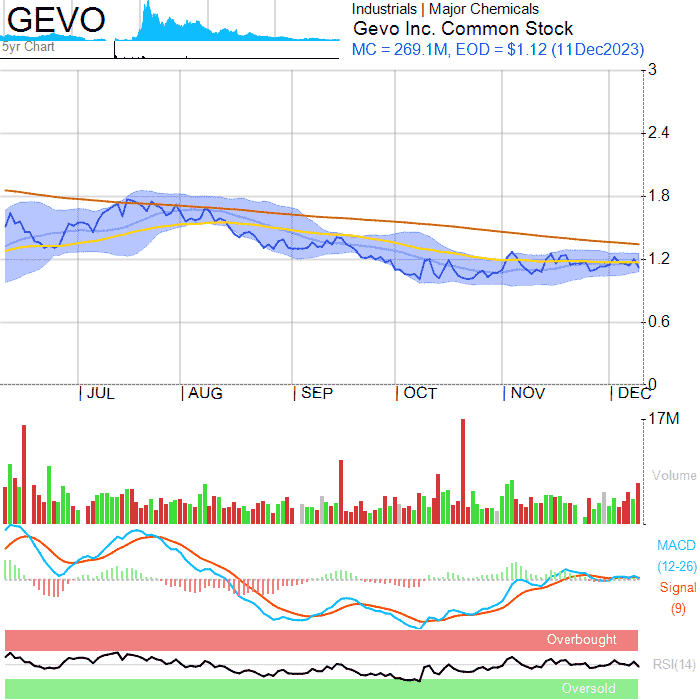 GEVO
5yr Chart
Industrials | Major Chemicals
Gevo Inc. Common Stock
MC = 269.1M, EOD = $1.12 (11Dec2023)
3
2.4
1.8
1.2
0.6
0
| JUL | AUG | SEP | OCT | NOV | DEC
17M
Volume
MACD
(12-26)
Signal
(9)
Overbought
RSI(14)
Oversold